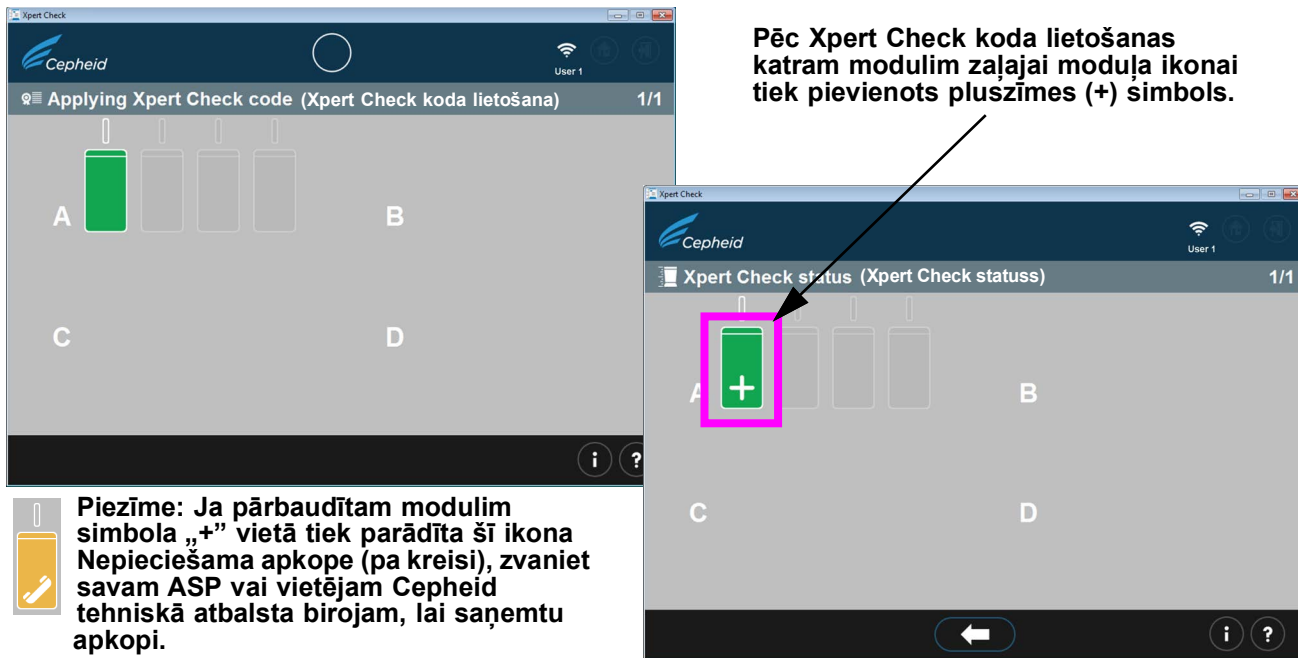 Xpert Check
Cepheid
User 1
Applying Xpert Check code (Xpert Check koda lietošana) 1/1
A
B
C
D
i ?
Pēc Xpert Check koda lietošanas
katram modulim zaļajai moduļa ikonai
tiek pievienots pluszīmes (+) simbols.
Xpert Check
Cepheid
User 1
Xpert Check status (Xpert Check statuss) 1/1
A
+
B
C
D
i ?
Piezīme: Ja pārbaudītam modulim
simbola „+” vietā tiek parādīta šī ikona
Nepieciešama apkope (pa kreisi), zvaniet
savam ASP vai vietējam Cepheid
tehniskā atbalsta birojam, lai saņemtu
apkopi.